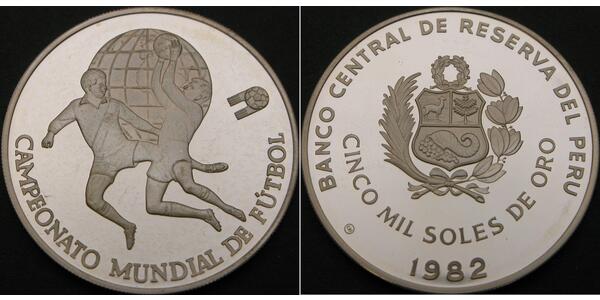 CAMPEONATO MUNDIAL DE FÚTBOL
BANCO CENTRAL DE RESERVA DEL PERU
CINCO MIL SOLES DE ORO
1982